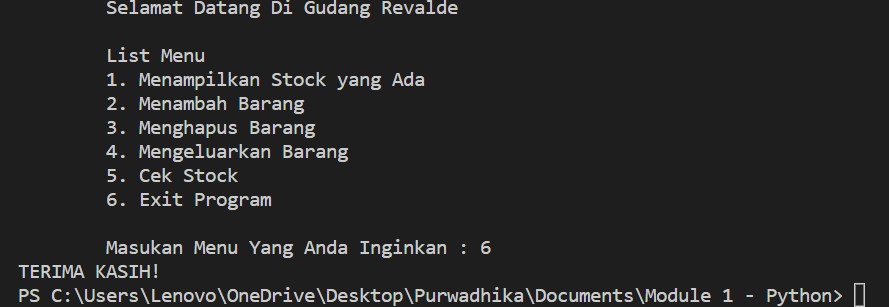 Selamat Datang Di Gudang Revalde
List Menu
1. Menampilkan Stock yang Ada
2. Menambah Barang
3. Menghapus Barang
4. Mengeluarkan Barang
5. Cek Stock
6. Exit Program
Masukan Menu Yang Anda Inginkan : 6
TERIMA KASIH!
PS C:\Users\Lenovo\OneDrive\Desktop\Purwadhika\Documents\Module 1 - Python>